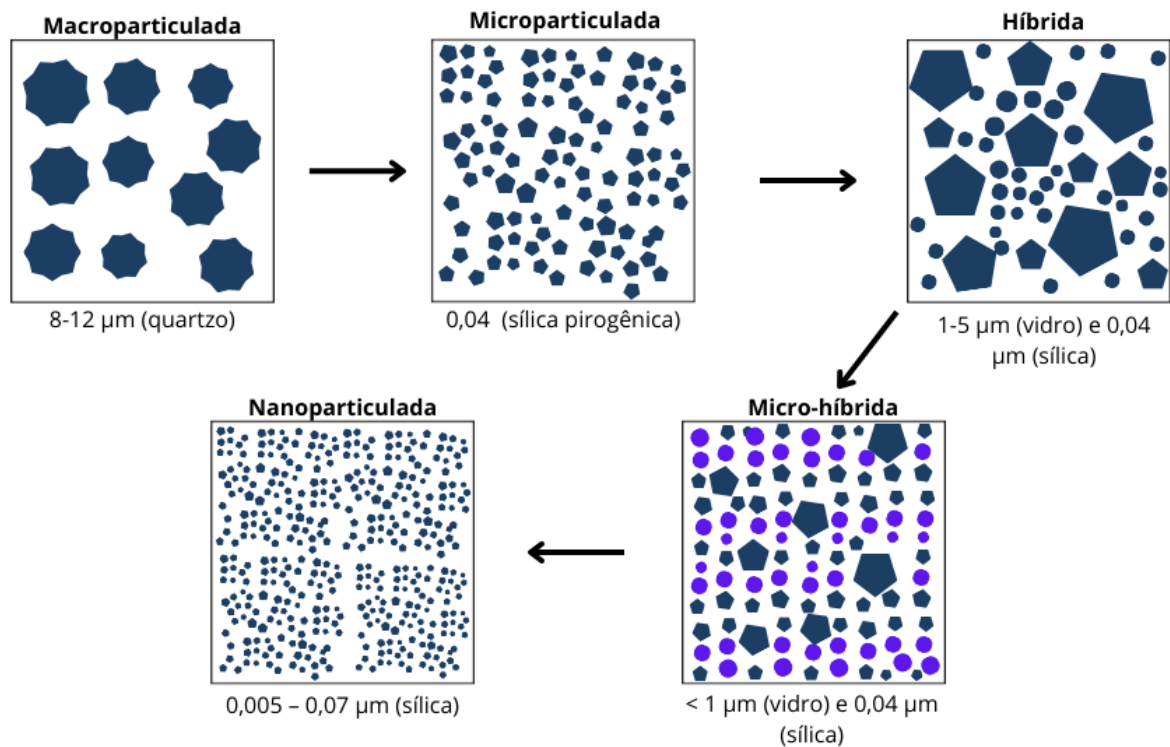 Macroparticulada
Microparticulada
Híbrida
8-12 μm (quartzo)
0,04 (sílica pirogênica)
1-5 μm (vidro) e 0,04
μm (sílica)
Nanoparticulada
Micro-híbrida
0,005 – 0,07 μm (sílica)
< 1 μm (vidro) e 0,04 μm
(sílica)